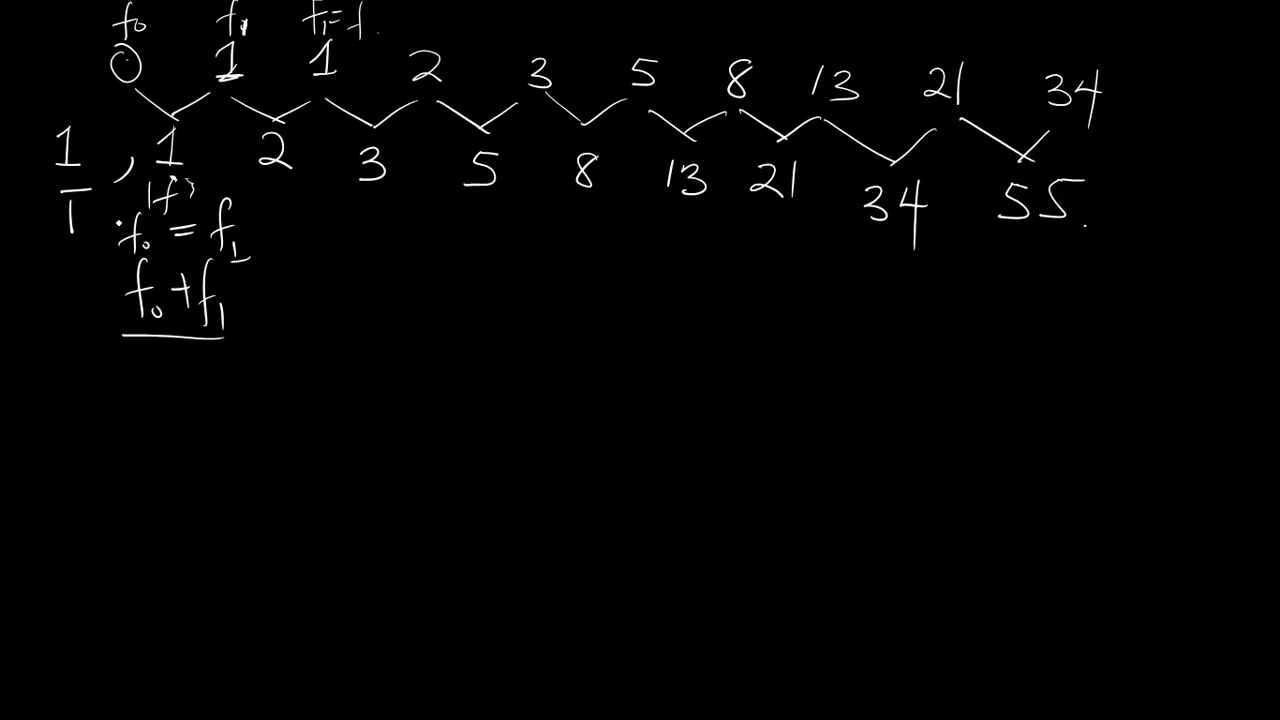 f₀ f₁ f₁=f
0 1 1 2 3 5 8 13 21 34
1 , 1 2 3 5 8 13 21 34 55.
1
f₀ = f₁
f₀ + f₁